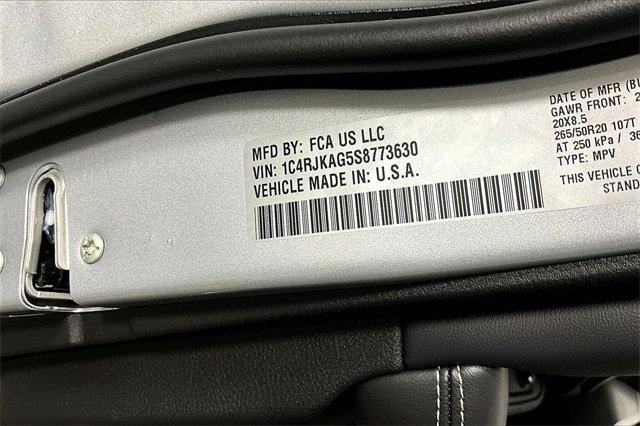 MFD BY: FCA US LLC
VIN: 1C4RJKAG5S8773630
VEHICLE MADE IN: U.S.A.
DATE OF MFR
GAWR FRONT:
20X8.5
265/50R20 107T
AT 250 kPa /
TYPE: MPV
THIS VEHICLE
STAND